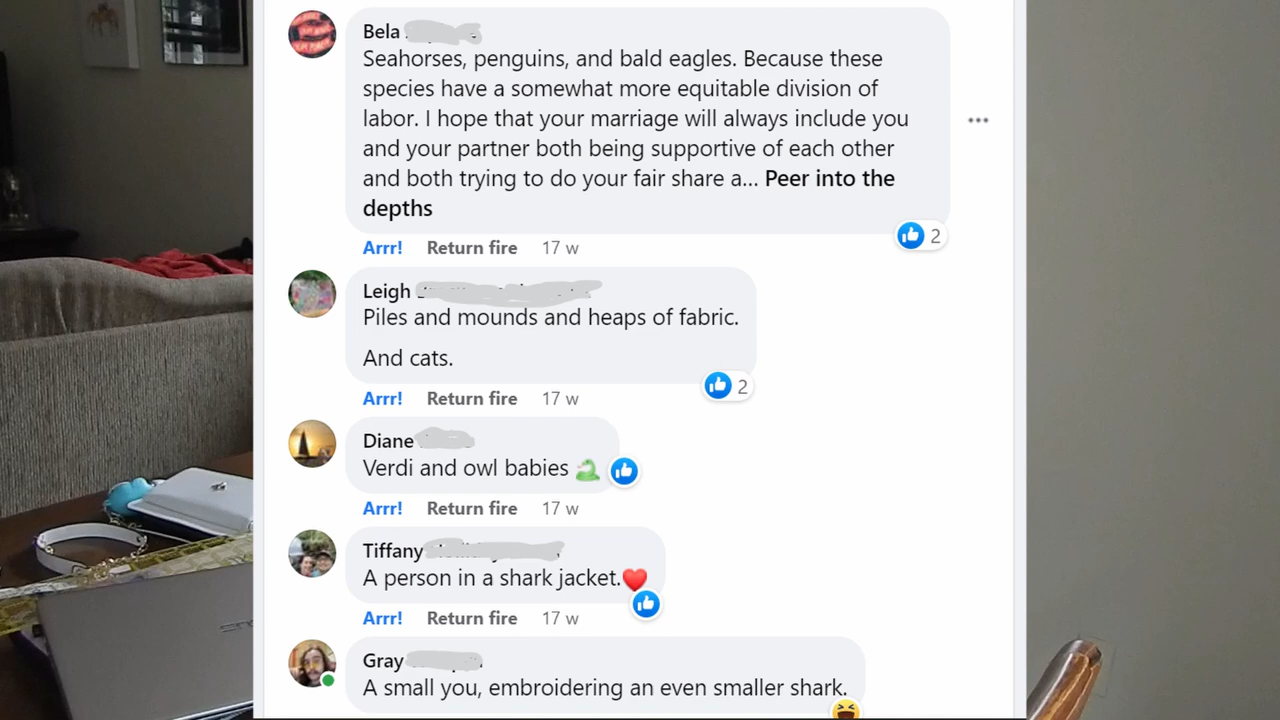 Bela
Seahorses, penguins, and bald eagles. Because these
species have a somewhat more equitable division of
labor. I hope that your marriage will always include you
and your partner both being supportive of each other
and both trying to do your fair share a... Peer into the
depths
2
Arrr! Return fire 17 w
Leigh
Piles and mounds and heaps of fabric.
And cats.
2
Arrr! Return fire 17 w
Diane
Verdi and owl babies
Arrr! Return fire 17 w
Tiffany
A person in a shark jacket.
Arrr! Return fire 17 w
Gray
A small you, embroidering an even smaller shark.